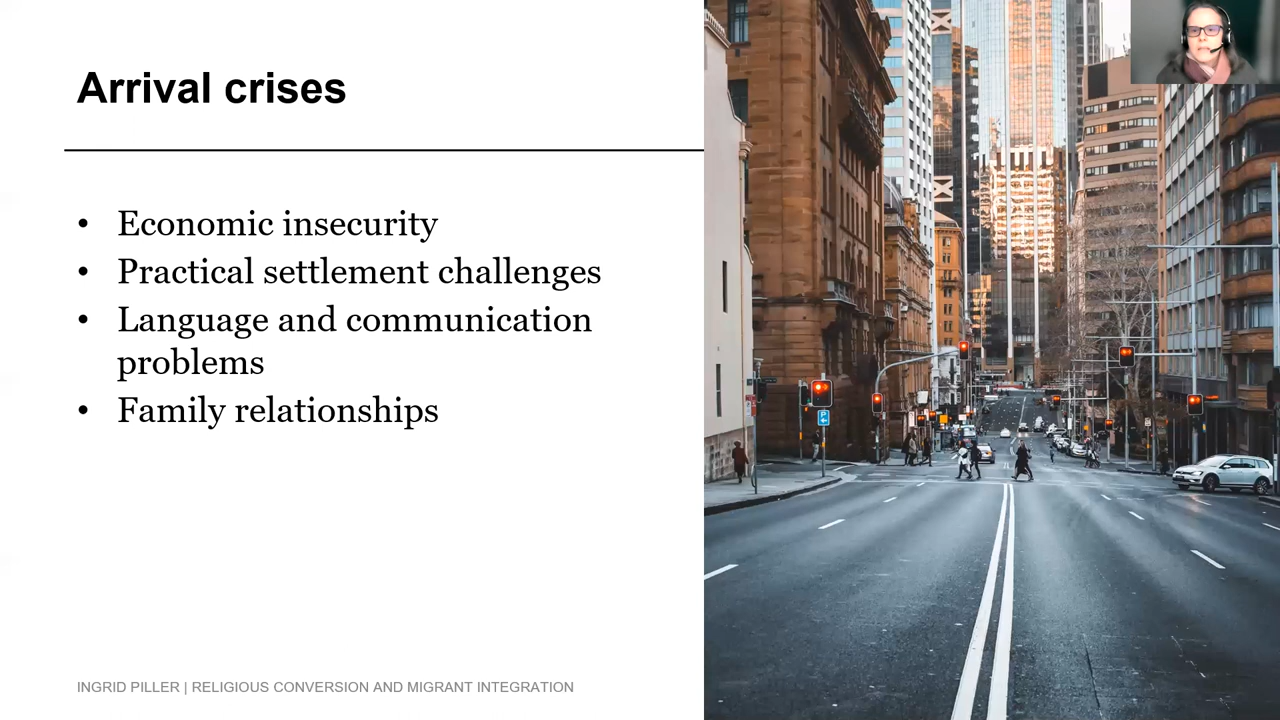 Arrival crises
• Economic insecurity
• Practical settlement challenges
• Language and communication
problems
• Family relationships
INGRID PILLER | RELIGIOUS CONVERSION AND MIGRANT INTEGRATION
P